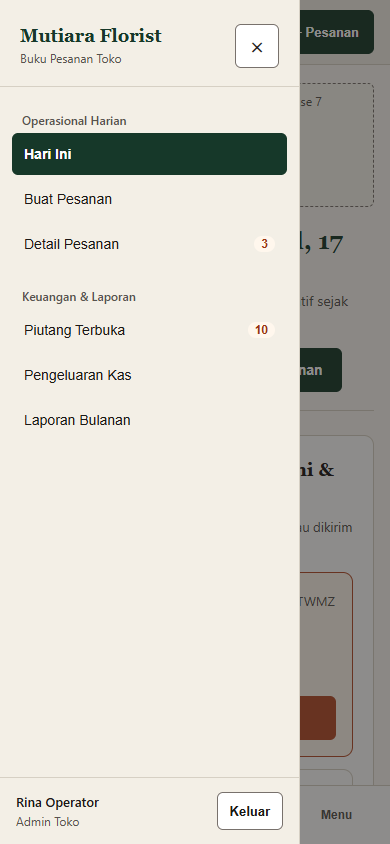 Mutiara Florist
Buku Pesanan Toko
×
Pesanan
se 7
Operasional Harian
Hari Ini
Buat Pesanan
Detail Pesanan 3
, 17
tif sejak
Keuangan & Laporan
Piutang Terbuka 10
nan
Pengeluaran Kas
Laporan Bulanan
ni &
dikirim
TWMZ
Rina Operator
Admin Toko
Keluar
Menu